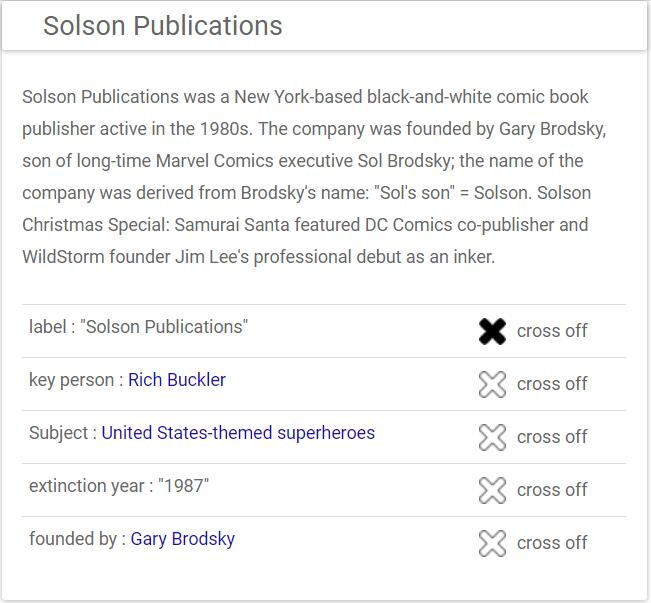 Solson Publications
Solson Publications was a New York-based black-and-white comic book
publisher active in the 1980s. The company was founded by Gary Brodsky,
son of long-time Marvel Comics executive Sol Brodsky; the name of the
company was derived from Brodsky's name: "Sol's son" = Solson. Solson
Christmas Special: Samurai Santa featured DC Comics co-publisher and
WildStorm founder Jim Lee's professional debut as an inker.
label : "Solson Publications" cross off
key person : Rich Buckler cross off
Subject : United States-themed superheroes cross off
extinction year : "1987" cross off
founded by : Gary Brodsky cross off